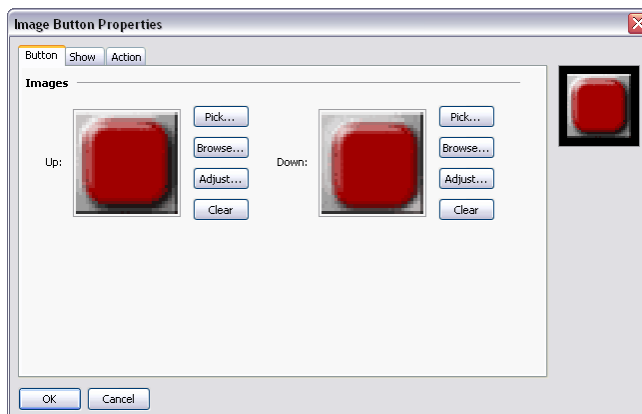 Image Button Properties
Button Show Action
Images
Up:
Pick...
Browse...
Adjust...
Clear
Down:
Pick...
Browse...
Adjust...
Clear
OK Cancel